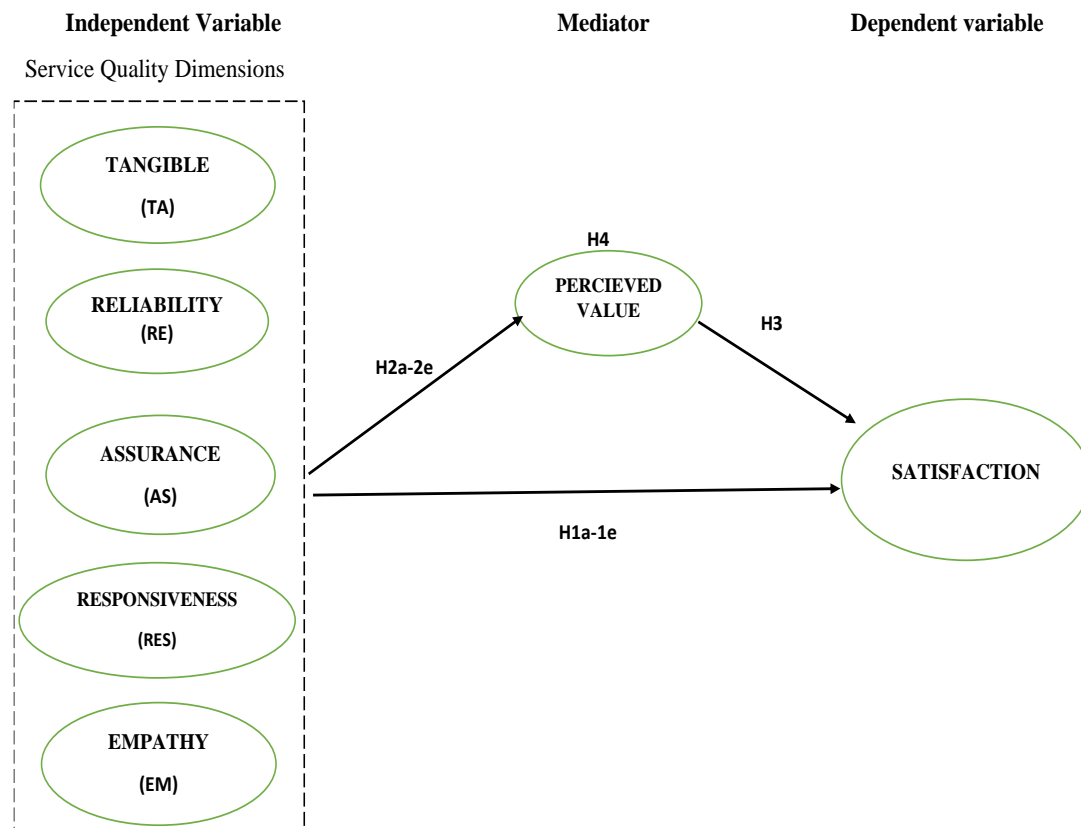 Independent Variable
Mediator
Dependent variable
Service Quality Dimensions
TANGIBLE
(TA)
RELIABILITY
(RE)
ASSURANCE
(AS)
RESPONSIVENESS
(RES)
EMPATHY
(EM)
H2a-2e
H4
PERCIEVED
VALUE
H3
H1a-1e
SATISFACTION